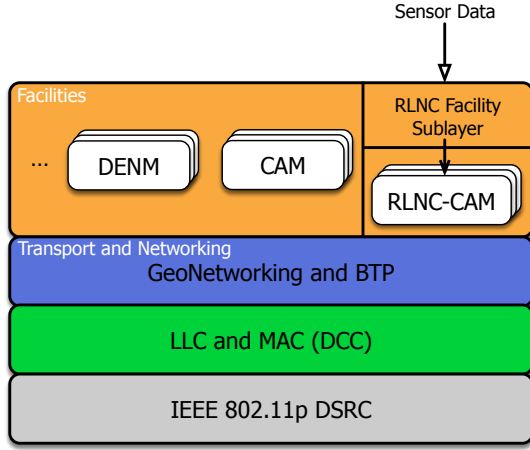 Sensor Data
Facilities
RLNC Facility
Sublayer
...
DENM
CAM
RLNC-CAM
Transport and Networking
GeoNetworking and BTP
LLC and MAC (DCC)
IEEE 802.11p DSRC